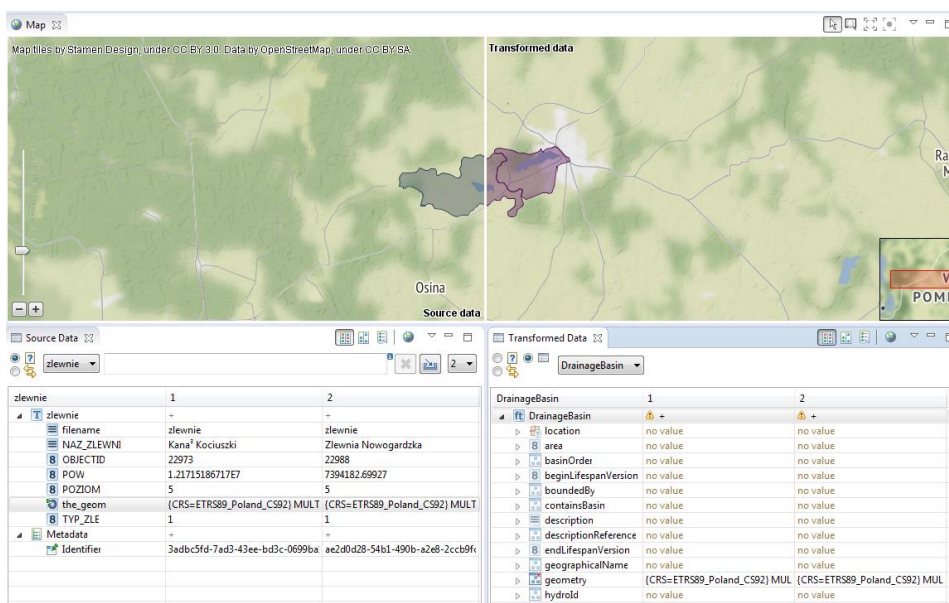 Map
Map tiles by Stamen Design, under CC BY 3.0. Data by OpenStreetMap, under CC BY SA.
Transformed data
Ra
M
Osina
W
POM
Source data
Source Data
Transformed Data
zlewnie
2
DrainageBasin
zlewnie 1 2
zlewnie + +
filename zlewnie zlewnie
NAZ_ZLEWNI Kana³ Kociuszki Zlewnia Nowogardzka
OBJECTID 22973 22988
POW 1.21715186717E7 7394182.69927
POZIOM 5 5
the_geom {CRS=ETRS89_Poland_CS92} MULT {CRS=ETRS89_Poland_CS92} MULT
TYP_ZLE 1 1
Metadata + +
Identifier 3adbc5fd-7ad3-43ee-bd3c-0699ba ae2d0d28-54b1-490b-a2e8-2ccb9f
DrainageBasin 1 2
DrainageBasin + +
location no value no value
area no value no value
basinOrder no value no value
beginLifespanVersion no value no value
boundedBy no value no value
containsBasin no value no value
description no value no value
descriptionReference no value no value
endLifespanVersion no value no value
geographicalName no value no value
geometry {CRS=ETRS89_Poland_CS92} MUL {CRS=ETRS89_Poland_CS92} MUL
hydroId no value no value